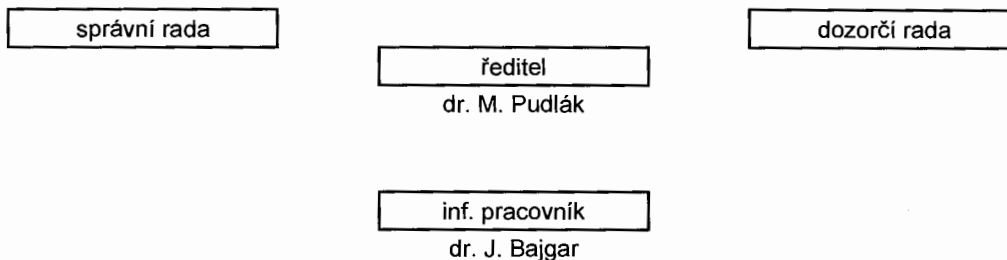 správní rada
dozorčí rada
ředitel
dr. M. Pudlák
inf. pracovník
dr. J. Bajgar